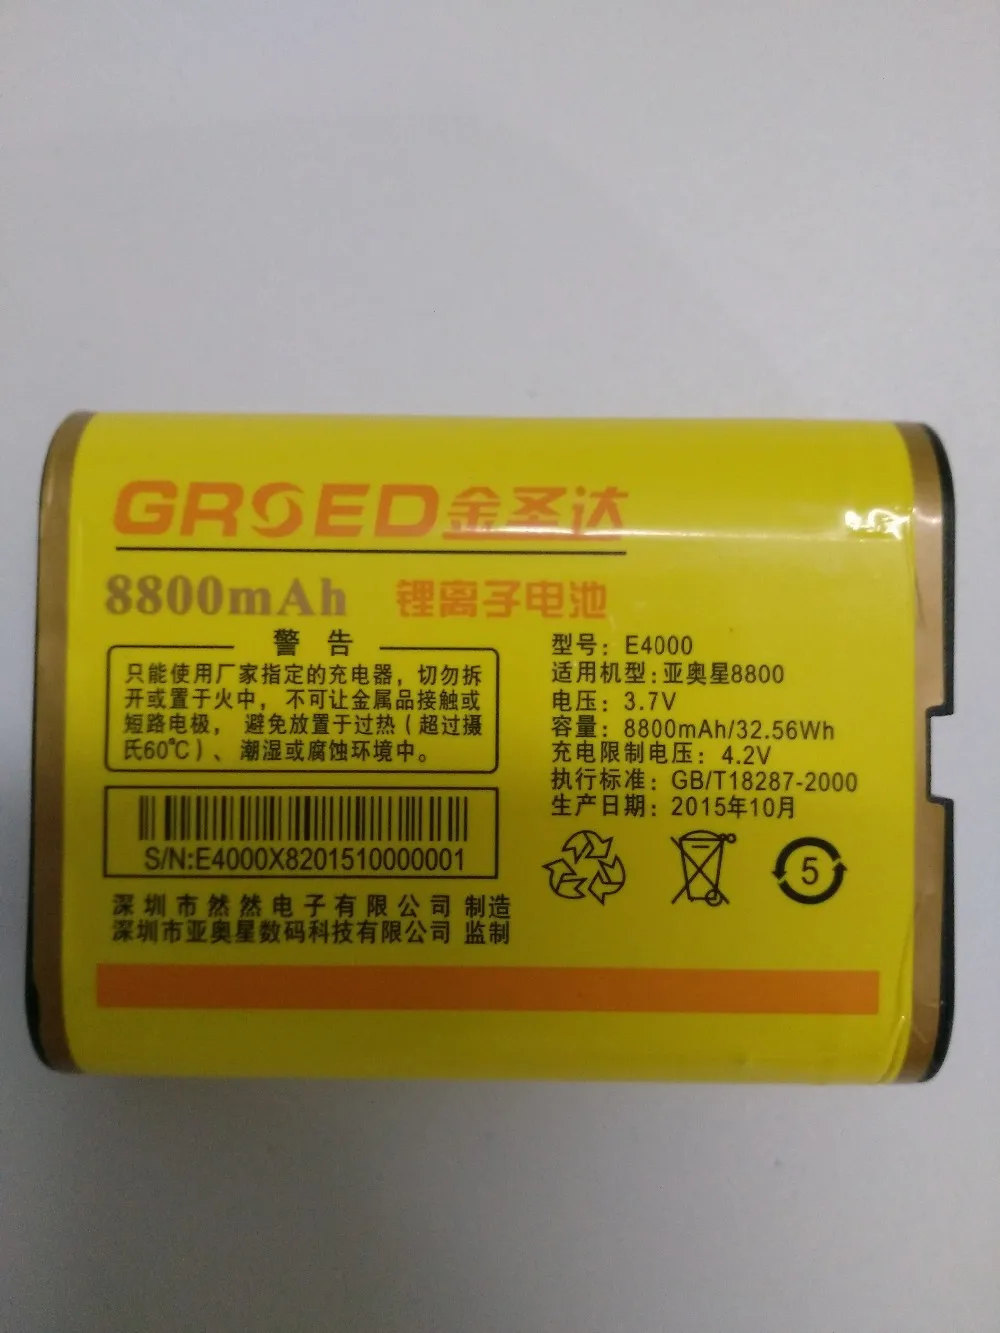 GRSED金圣达
8800mAh 锂离子电池
警 告
只能使用厂家指定的充电器，切勿拆
开或置于火中， 不可让金属品接触或
短路电极， 避免放置于过热（超过摄
氏60℃）、潮湿或腐蚀环境中。
S/N:E4000X8201510000001
深圳市然然电子有限公司 制造
深圳市亚奥星数码科技有限公司 监制
型号： E4000
适用机型:亚奥星8800
电压： 3.7V
容量： 8800mAh/32.56Wh
充电限制电压： 4.2V
执行标准： GB/T18287-2000
生产日期： 2015年10月
5